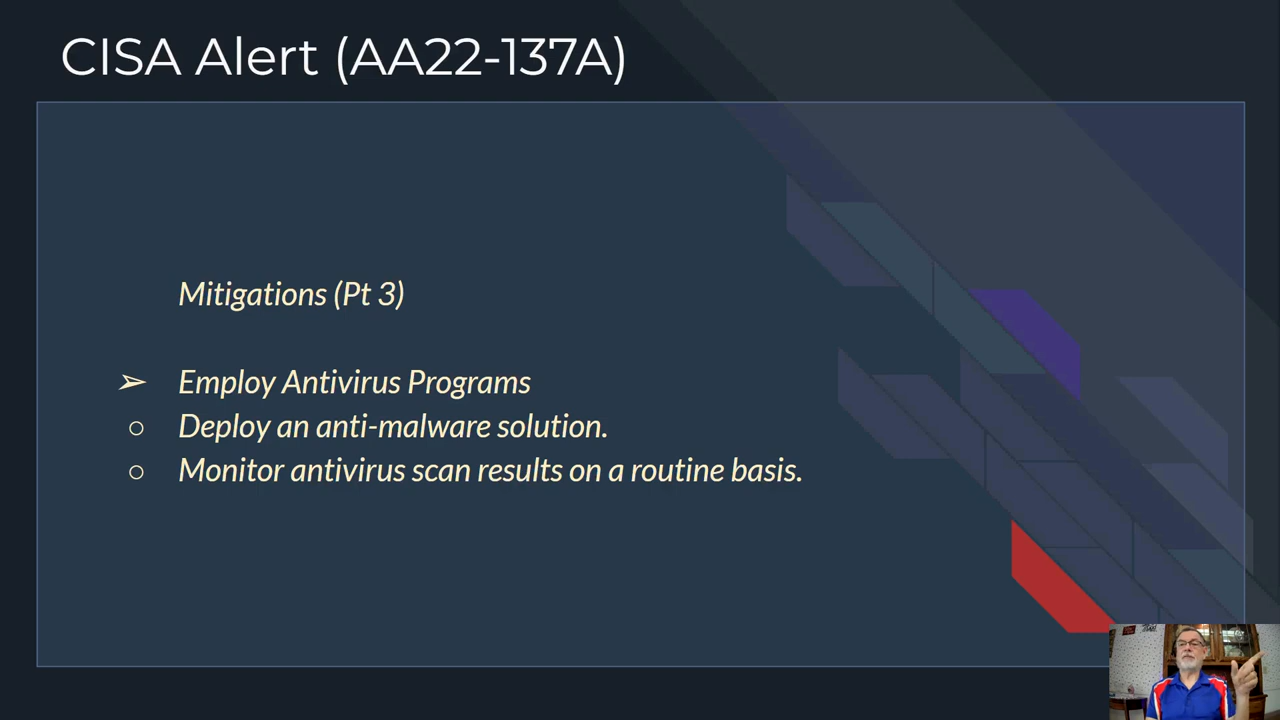 CISA Alert (AA22-137A)
Mitigations (Pt 3)
➢ Employ Antivirus Programs
○ Deploy an anti-malware solution.
○ Monitor antivirus scan results on a routine basis.